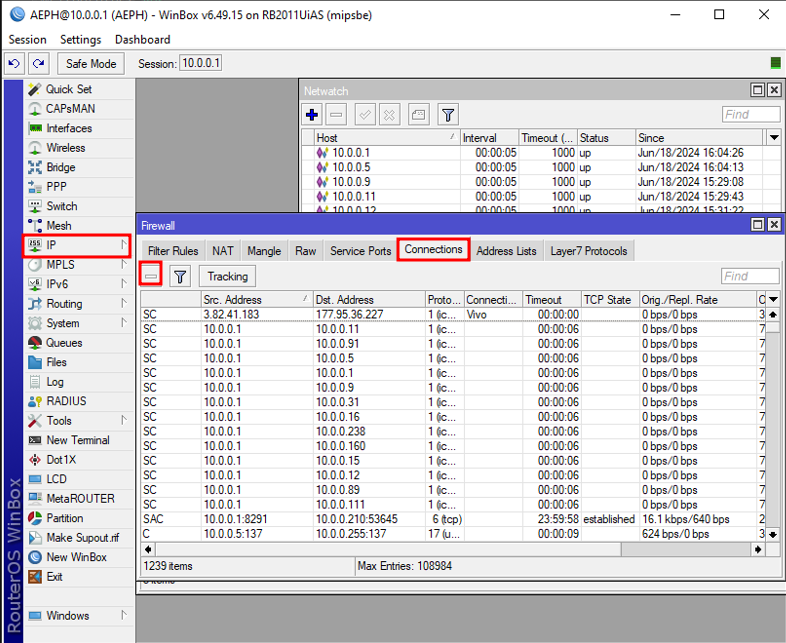 AEPH@10.0.0.1 (AEPH) - WinBox v6.49.15 on RB2011UiAS (mipsbe)
Session Settings Dashboard
Safe Mode Session: 10.0.0.1
Quick Set
CAPsMAN
Interfaces
Wireless
Bridge
PPP
Switch
Mesh
IP
MPLS
IPv6
Routing
System
Queues
Files
Log
RADIUS
Tools
New Terminal
Dot1X
LCD
MetaROUTER
Partition
Make Supout.rif
New WinBox
Exit
Windows
RouterOS WinBox
Netwatch
Find
Host Interval Timeout (... Status Since
10.0.0.1 00:00:05 1000 up Jun/18/2024 16:04:26
10.0.0.5 00:00:05 1000 up Jun/18/2024 16:04:13
10.0.0.9 00:00:05 1000 up Jun/18/2024 15:29:08
10.0.0.11 00:00:05 1000 up Jun/18/2024 15:29:43
10.0.0.12 00:00:05 1000 up Jun/18/2024 15:31:22
Firewall
Filter Rules NAT Mangle Raw Service Ports Connections Address Lists Layer7 Protocols
Tracking Find
Src. Address Dst. Address Proto... Connecti... Timeout TCP State Orig./Repl. Rate
SC 3.82.41.183 177.95.36.227 1 (ic... Vivo 00:00:00 0 bps/0 bps 3
SC 10.0.0.1 10.0.0.11 1 (ic... 00:00:06 0 bps/0 bps 7
SC 10.0.0.1 10.0.0.91 1 (ic... 00:00:06 0 bps/0 bps 7
SC 10.0.0.1 10.0.0.5 1 (ic... 00:00:06 0 bps/0 bps 7
SC 10.0.0.1 10.0.0.1 1 (ic... 00:00:06 0 bps/0 bps 7
SC 10.0.0.1 10.0.0.9 1 (ic... 00:00:06 0 bps/0 bps 7
SC 10.0.0.1 10.0.0.31 1 (ic... 00:00:06 0 bps/0 bps 7
SC 10.0.0.1 10.0.0.16 1 (ic... 00:00:06 0 bps/0 bps 7
SC 10.0.0.1 10.0.0.238 1 (ic... 00:00:06 0 bps/0 bps 7
SC 10.0.0.1 10.0.0.160 1 (ic... 00:00:06 0 bps/0 bps 7
SC 10.0.0.1 10.0.0.15 1 (ic... 00:00:06 0 bps/0 bps 7
SC 10.0.0.1 10.0.0.12 1 (ic... 00:00:06 0 bps/0 bps 7
SC 10.0.0.1 10.0.0.89 1 (ic... 00:00:06 0 bps/0 bps 7
SC 10.0.0.1 10.0.0.111 1 (ic... 00:00:06 0 bps/0 bps 7
SAC 10.0.0.1:8291 10.0.0.210:53645 6 (tcp) 23:59:58 established 16.1 kbps/640 bps 2
C 10.0.0.5:137 10.0.0.255:137 17 (u... 00:00:09 624 bps/0 bps 7
1239 items Max Entries: 108984